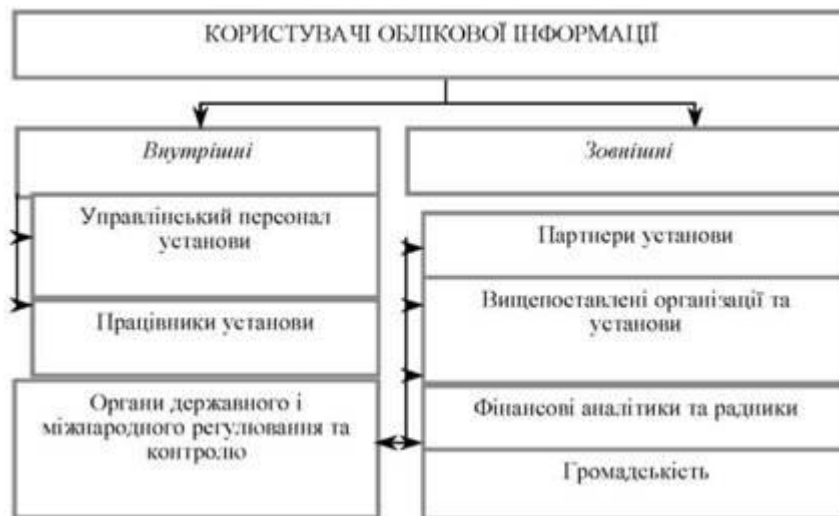 КОРИСТУВАЧІ ОБЛІКОВОЇ ІНФОРМАЦІЇ
Внутрішні
Управлінський персонал
установи
Працівники установи
Органи державного і
міжнародного регулювання та
контролю
Зовнішні
Партнери установи
Вищепоставлені організації та
установи
Фінансові аналітики та радники
Громадськість